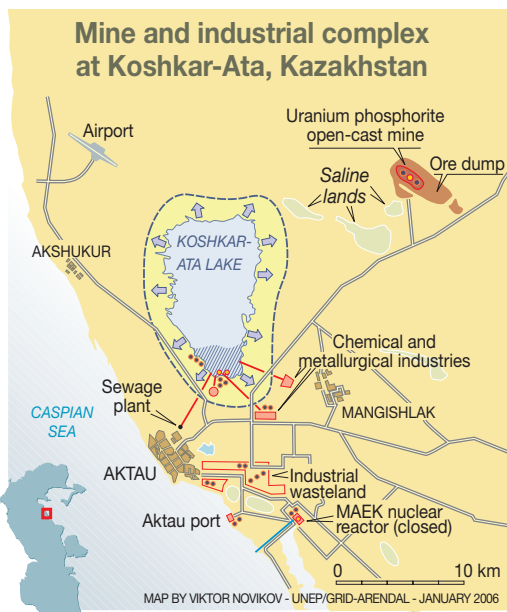 Mine and industrial complex
at Koshkar-Ata, Kazakhstan
Uranium phosphorite
open-cast mine
Airport
Ore dump
Saline
lands
KOSHKAR-
ATA LAKE
AKSHUKUR
Chemical and
metallurgical industries
Sewage
plant
MANGISHLAK
CASPIAN
SEA
AKTAU
Industrial
wasteland
Aktau port
MAEK nuclear
reactor (closed)
0 10 km
MAP BY VIKTOR NOVIKOV - UNEP/GRID-ARENDAL - JANUARY 2006